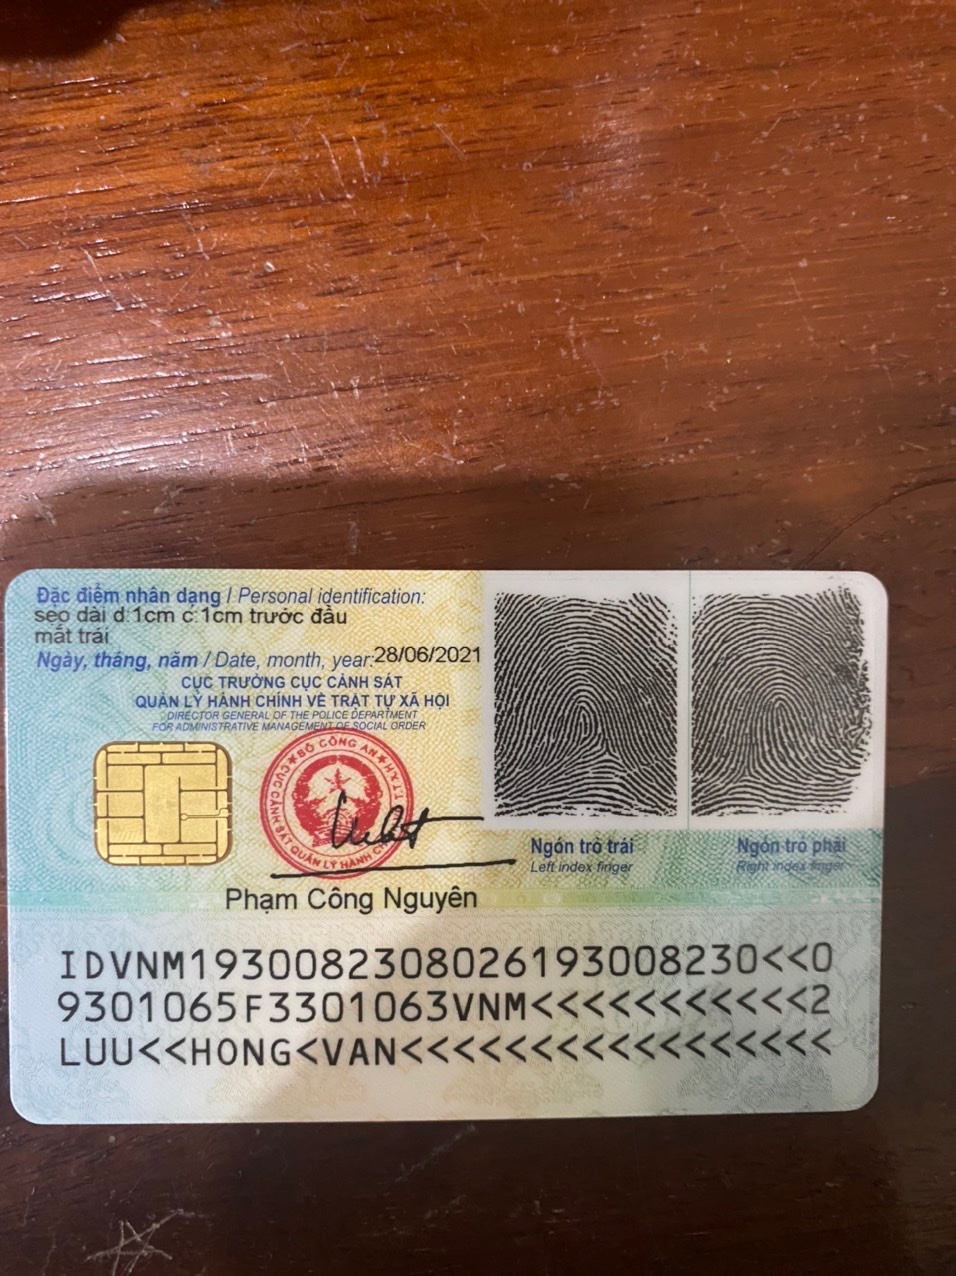 Đặc điểm nhân dạng / Personal identification:
sẹo dài d:1cm c:1cm trước đầu
mắt trái
Ngày, tháng, năm / Date, month, year: 28/06/2021
CỤC TRƯỞNG CỤC CẢNH SÁT
QUẢN LÝ HÀNH CHÍNH VỀ TRẬT TỰ XÃ HỘI
DIRECTOR GENERAL OF THE POLICE DEPARTMENT
FOR ADMINISTRATIVE MANAGEMENT OF SOCIAL ORDER
BỘ CÔNG AN
CỤC CẢNH SÁT QUẢN LÝ HÀNH C
T.T.X.H
Ngón trỏ trái
Left index finger
Ngón trỏ phải
Right index finger
Phạm Công Nguyên
IDVNM1930082308026193008230<<0
9301065F3301063VNM<<<<<<<<<<<2
LUU<<HONG<VAN<<<<<<<<<<<<<<<<<